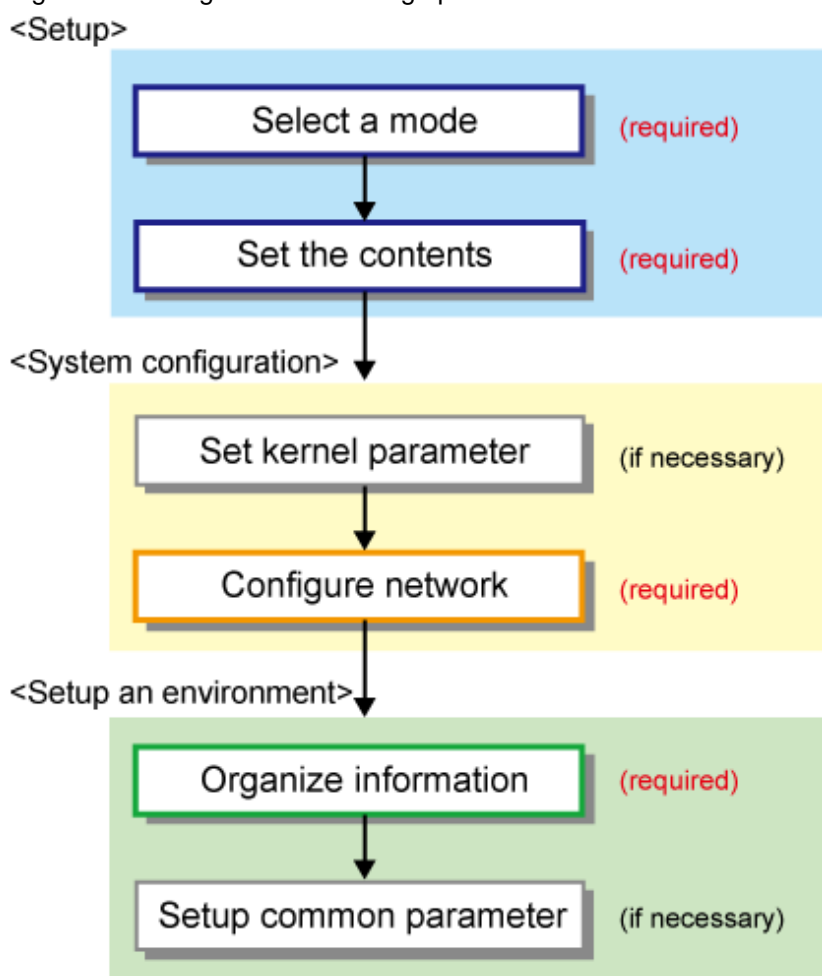 <Setup>
Select a mode (required)
Set the contents (required)
<System configuration>
Set kernel parameter (if necessary)
Configure network (required)
<Setup an environment>
Organize information (required)
Setup common parameter (if necessary)